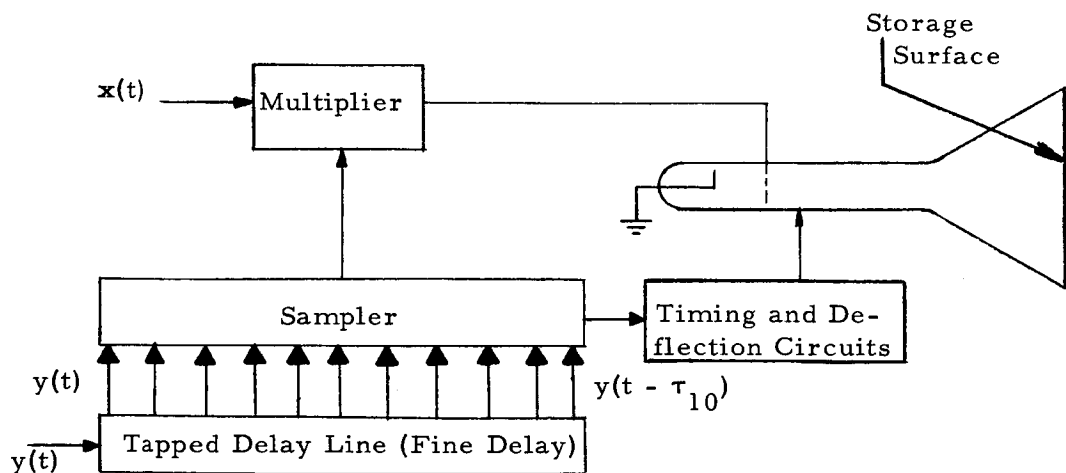 Storage
Surface
x(t)
Multiplier
Sampler
Timing and De-
flection Circuits
y(t)
y(t - τ10)
y(t)
Tapped Delay Line (Fine Delay)